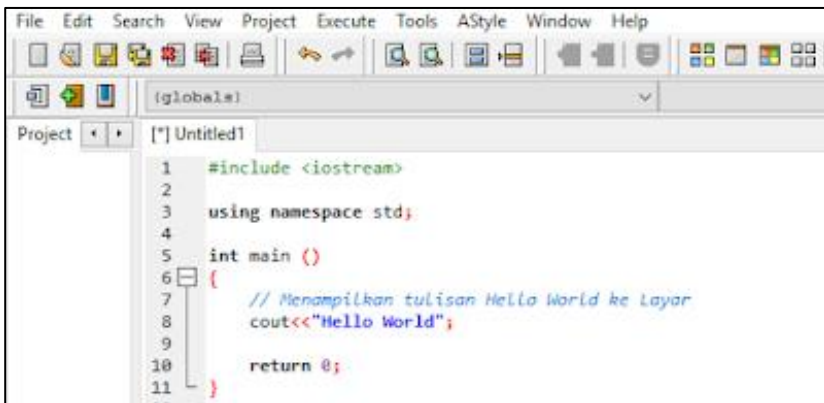 File Edit Search View Project Execute Tools AStyle Window Help
(globals)
Project [*] Untitled1
1 #include <iostream>
2
3 using namespace std;
4
5 int main ()
6 {
7 // Menampilkan tulisan Hello World ke Layar
8 cout<<"Hello World";
9
10 return 0;
11 }